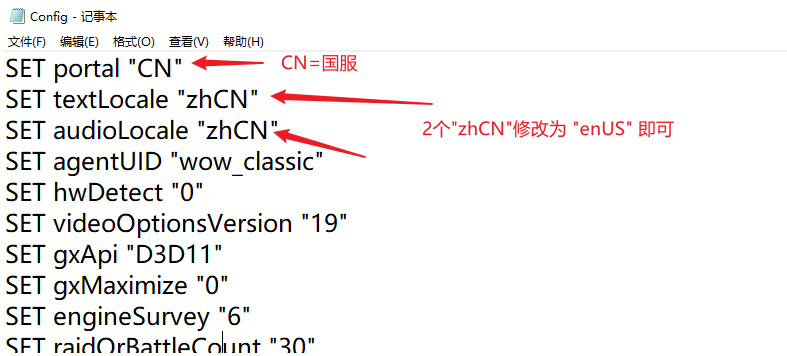 Config - 记事本
文件(F) 编辑(E) 格式(O) 查看(V) 帮助(H)
SET portal "CN" CN=国服
SET textLocale "zhCN"
SET audioLocale "zhCN" 2个"zhCN"修改为 "enUS" 即可
SET agentUID "wow_classic"
SET hwDetect "0"
SET videoOptionsVersion "19"
SET gxApi "D3D11"
SET gxMaximize "0"
SET engineSurvey "6"
SET raidOrBattleCount "30"